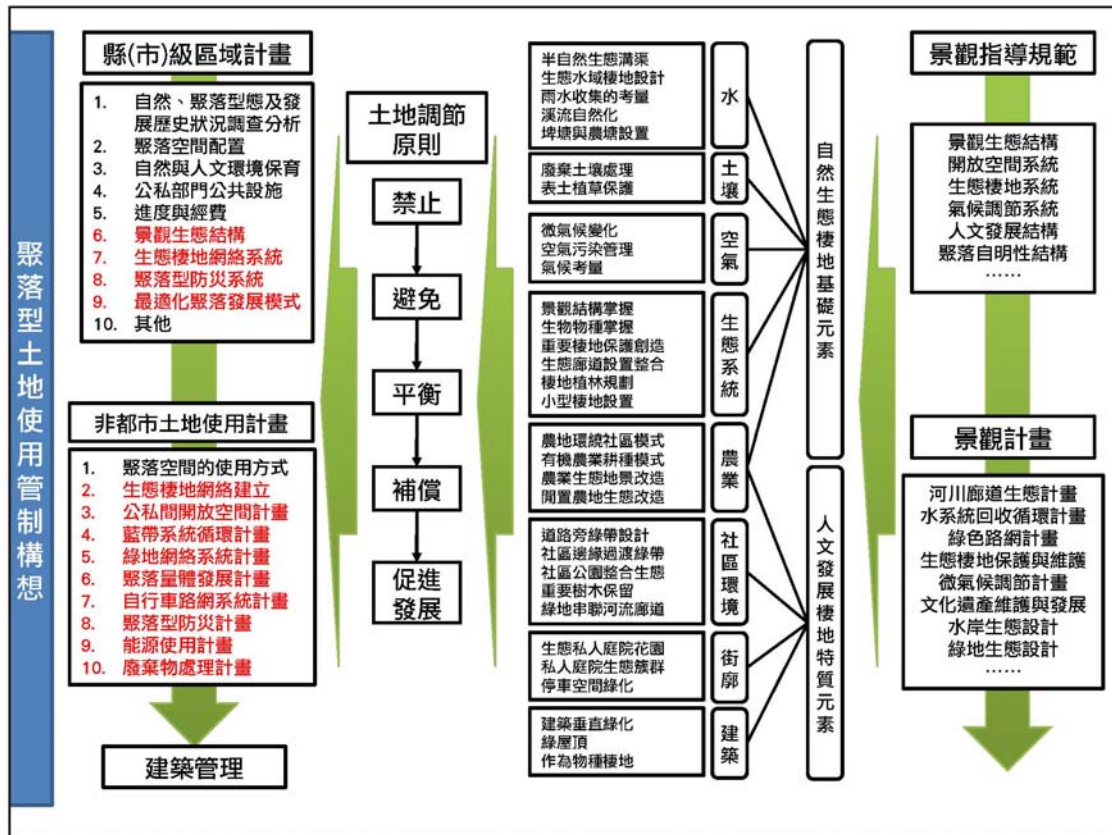 聚落型土地使用管制構想
縣(市)級區域計畫
1. 自然、聚落型態及發
展歷史狀況調查分析
2. 聚落空間配置
3. 自然與人文環境保育
4. 公私部門公共設施
5. 進度與經費
6. 景觀生態結構
7. 生態棲地網絡系統
8. 聚落型防災系統
9. 最適化聚落發展模式
10. 其他
非都市土地使用計畫
1. 聚落空間的使用方式
2. 生態棲地網絡建立
3. 公私間開放空間計畫
4. 藍帶系統循環計畫
5. 綠地網絡系統計畫
6. 聚落量體發展計畫
7. 自行車路網系統計畫
8. 聚落型防災計畫
9. 能源使用計畫
10. 廢棄物處理計畫
建築管理
土地調節
原則
禁止
避免
平衡
補償
促進
發展
半自然生態溝渠
生態水域棲地設計
雨水收集的考量
溪流自然化
埤塘與農塘設置
水
廢棄土壤處理
表土植草保護
土壤
微氣候變化
空氣污染管理
氣候考量
空氣
景觀結構掌握
生物物種掌握
重要棲地保護創造
生態廊道設置整合
棲地植林規劃
小型棲地設置
生態系統
農地環繞社區模式
有機農業耕種模式
農業生態地景改造
閒置農地生態改造
農業
道路旁綠帶設計
社區邊緣過渡綠帶
社區公園整合生態
重要樹木保留
綠地串聯河流廊道
社區環境
生態私人庭院花園
私人庭院生態簇群
停車空間綠化
街廓
建築垂直綠化
綠屋頂
作為物種棲地
建築
自然生態棲地基礎元素
人文發展棲地特質元素
景觀指導規範
景觀生態結構
開放空間系統
生態棲地系統
氣候調節系統
人文發展結構
聚落自明性結構
……
景觀計畫
河川廊道生態計畫
水系統回收循環計畫
綠色路網計畫
生態棲地保護與維護
微氣候調節計畫
文化遺產維護與發展
水岸生態設計
綠地生態設計
……